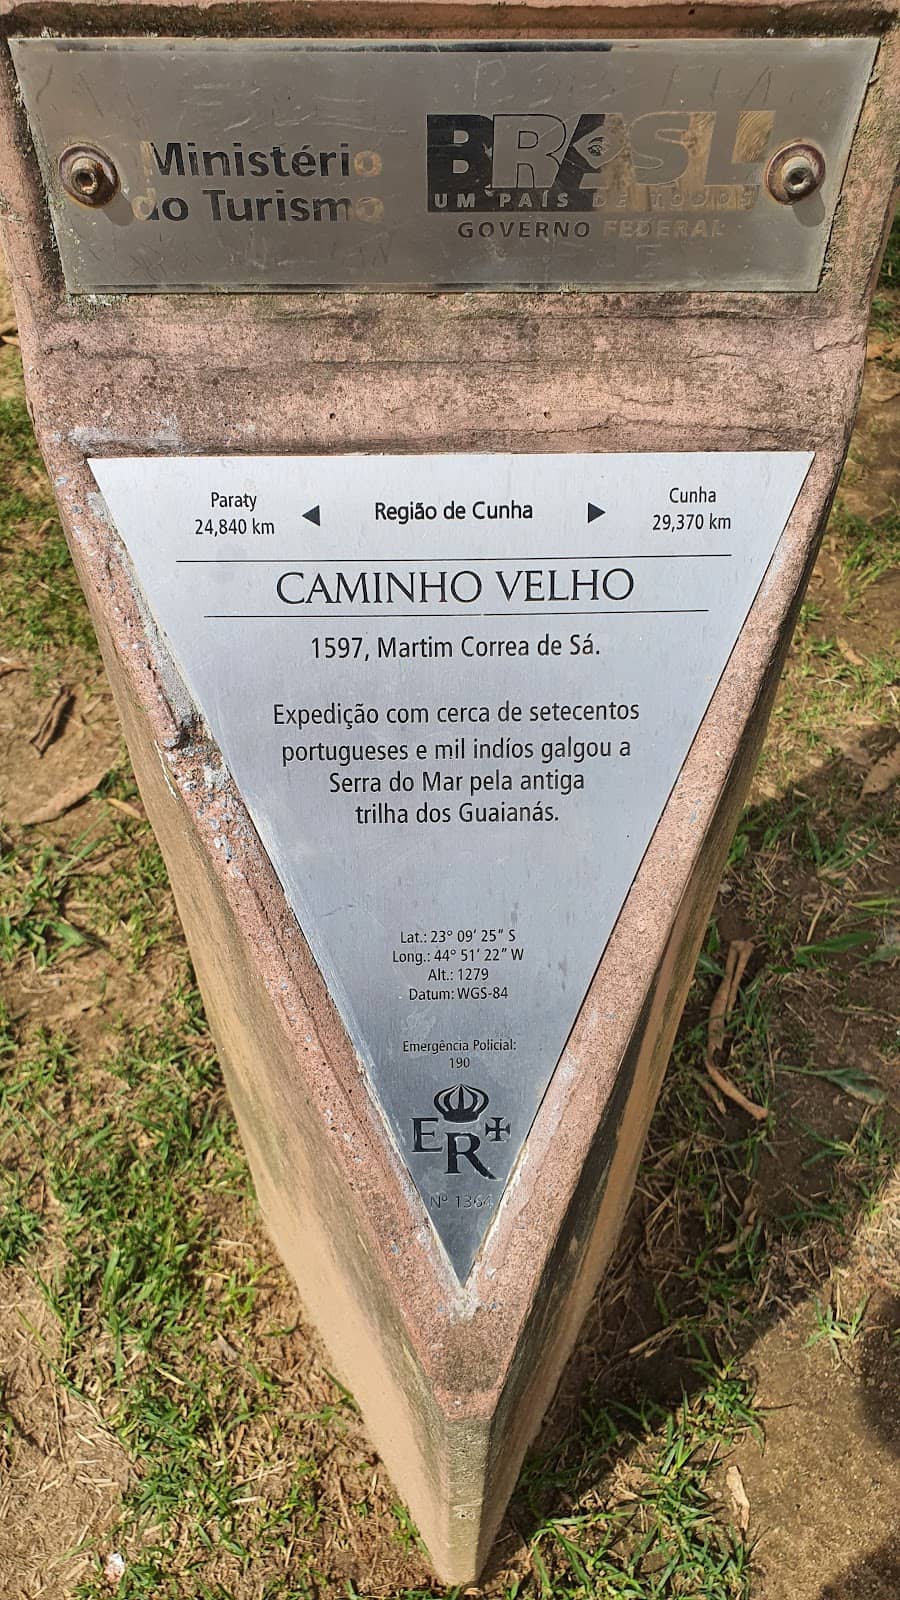 Ministério
do Turismo
BRASIL
UM PAÍS DE TODOS
GOVERNO FEDERAL
Paraty
24,840 km
Região de Cunha
Cunha
29,370 km
CAMINHO VELHO
1597, Martim Correa de Sá.
Expedição com cerca de setecentos
portugueses e mil indíos galgou a
Serra do Mar pela antiga
trilha dos Guaianás.
Lat.: 23° 09' 25" S
Long.: 44° 51' 22" W
Alt.: 1279
Datum: WGS-84
Emergência Policial:
190
ER
Nº 1364